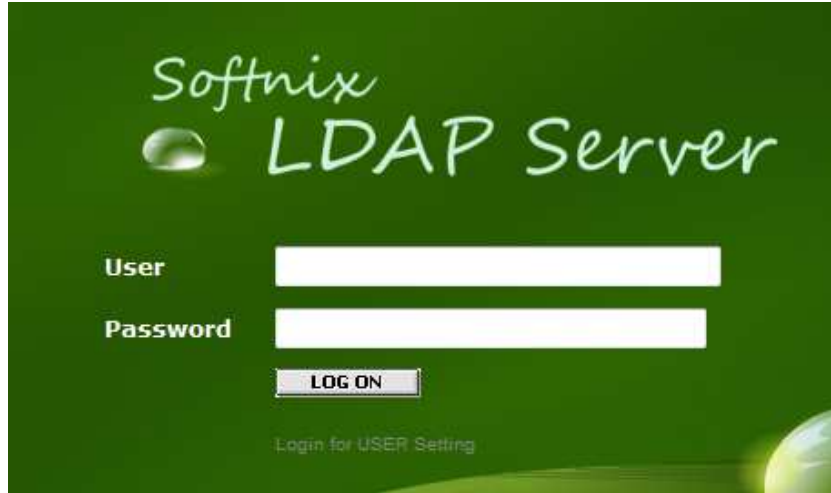 Softnix
LDAP Server
User
Password
LOG ON
Login for USER Setting